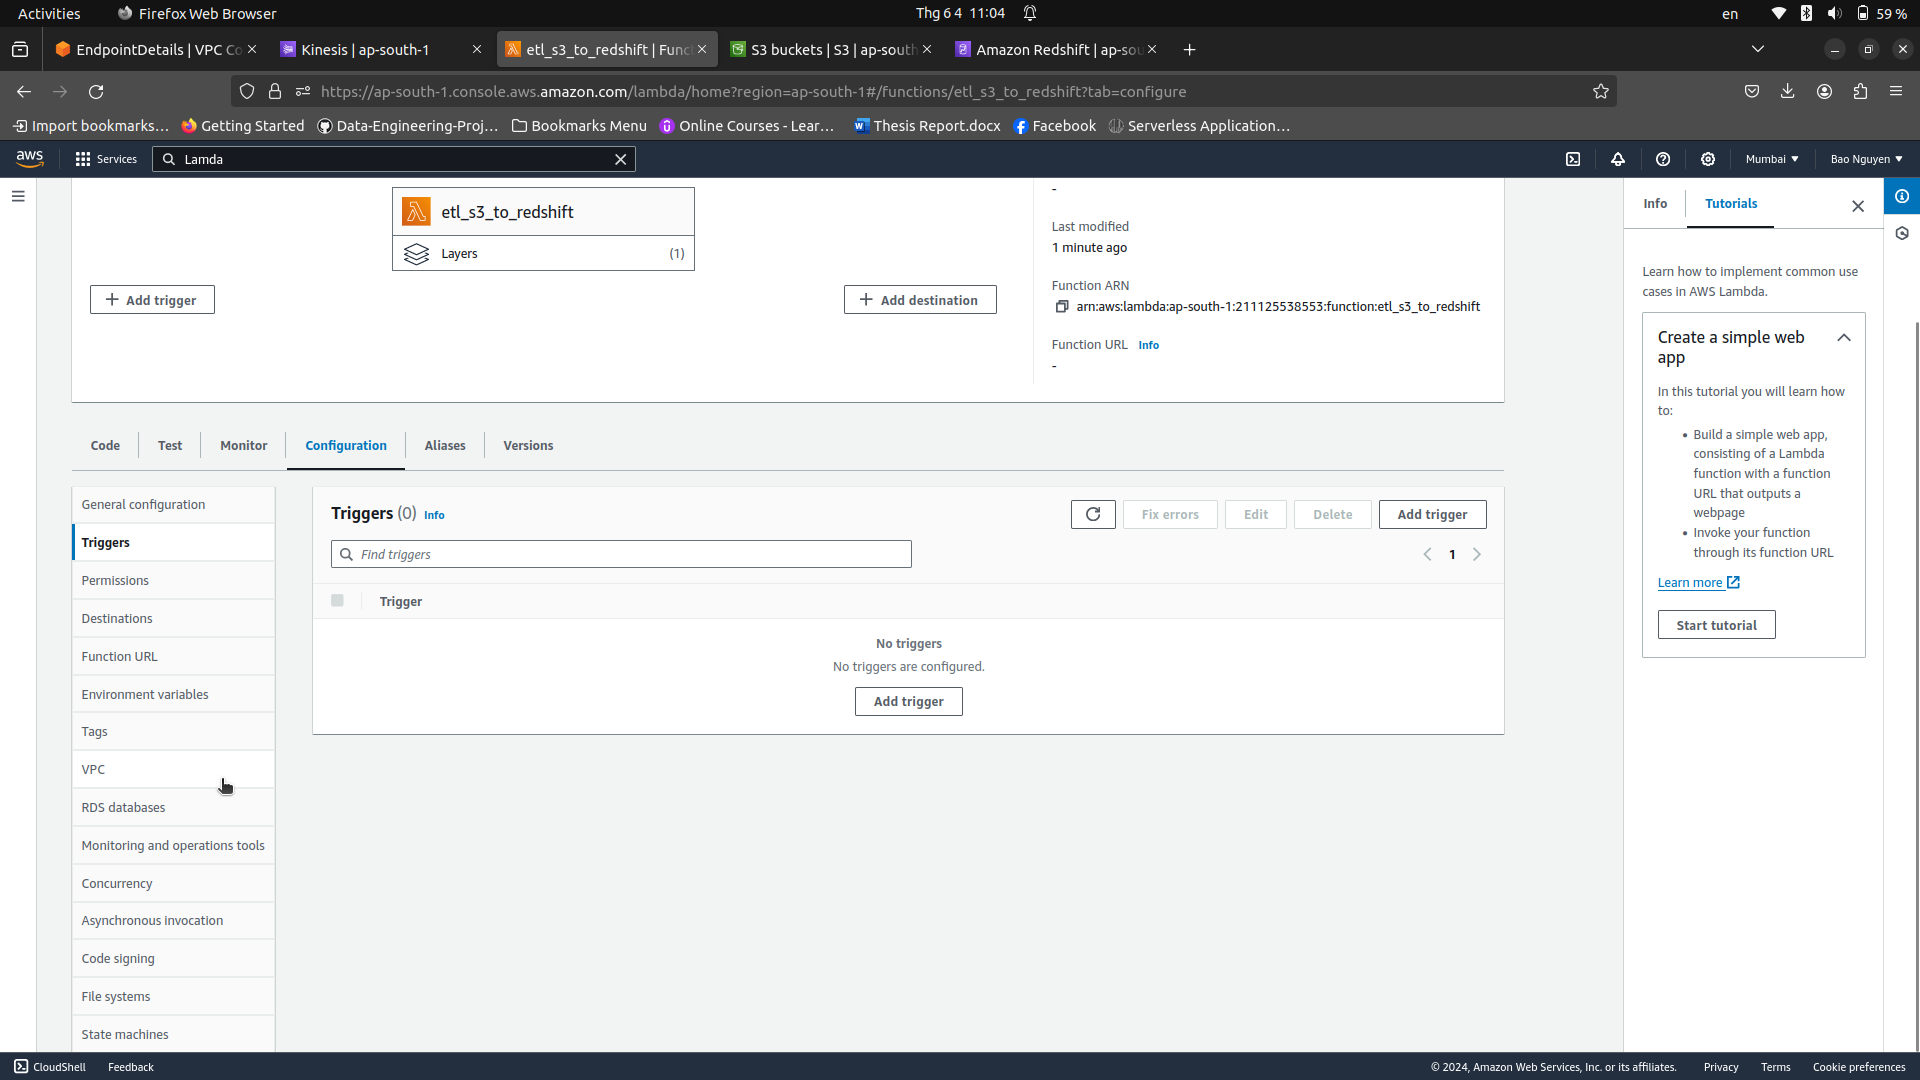 Activities
Firefox Web Browser
Thg 6 4 11:04
en
59 %
EndpointDetails | VPC Co
Kinesis | ap-south-1
etl_s3_to_redshift | Func
S3 buckets | S3 | ap-south
Amazon Redshift | ap-sou
https://ap-south-1.console.aws.amazon.com/lambda/home?region=ap-south-1#/functions/etl_s3_to_redshift?tab=configure
Import bookmarks...
Getting Started
Data-Engineering-Proj...
Bookmarks Menu
Online Courses - Lear...
Thesis Report.docx
Facebook
Serverless Application...
aws
Services
Lamda
Mumbai
Bao Nguyen
etl_s3_to_redshift
Layers
(1)
Add trigger
Add destination
-
Last modified
1 minute ago
Function ARN
arn:aws:lambda:ap-south-1:211125538553:function:etl_s3_to_redshift
Function URL Info
-
Code
Test
Monitor
Configuration
Aliases
Versions
General configuration
Triggers
Permissions
Destinations
Function URL
Environment variables
Tags
VPC
RDS databases
Monitoring and operations tools
Concurrency
Asynchronous invocation
Code signing
File systems
State machines
Triggers (0) Info
Fix errors
Edit
Delete
Add trigger
Find triggers
1
Trigger
No triggers
No triggers are configured.
Add trigger
Info
Tutorials
Learn how to implement common use
cases in AWS Lambda.
Create a simple web
app
In this tutorial you will learn how
to:
• Build a simple web app,
consisting of a Lambda
function with a function
URL that outputs a
webpage
• Invoke your function
through its function URL
Learn more
Start tutorial
CloudShell
Feedback
© 2024, Amazon Web Services, Inc. or its affiliates.
Privacy
Terms
Cookie preferences